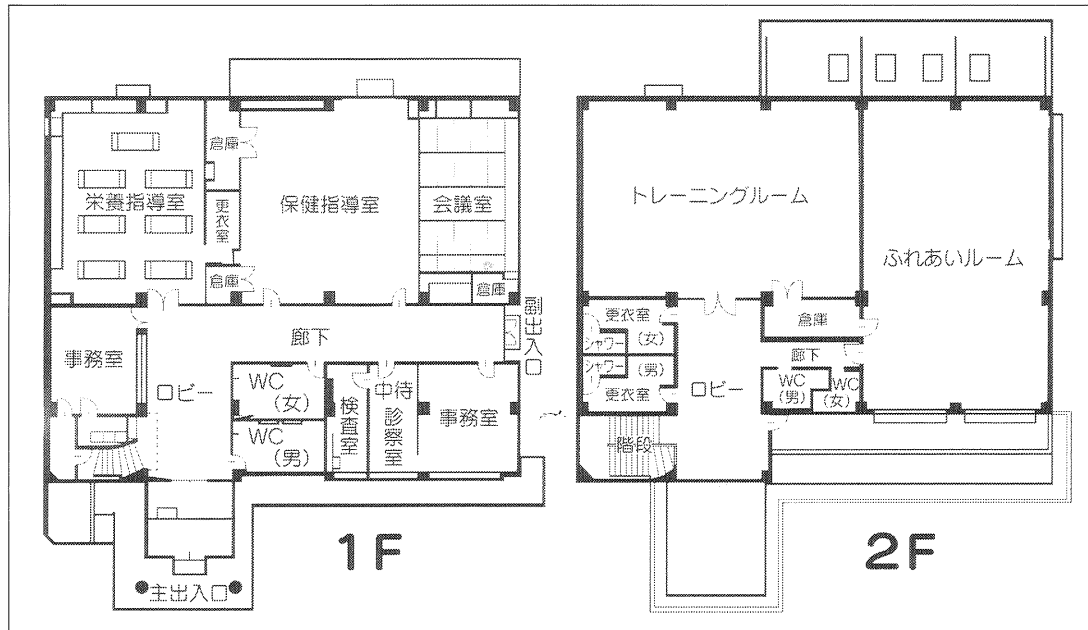 倉庫
栄養指導室
更衣室
保健指導室
会議室
倉庫
倉庫
副出入口
廊下
事務室
ロビー
WC
(女)
検査室
中待
診察室
事務室
WC
(男)
主出入口
1F
トレーニングルーム
ふれあいルーム
更衣室
(女)
シャワー
倉庫
シャワー
(男)
更衣室
ロビー
廊下
WC
(男)
WC
(女)
階段
2F